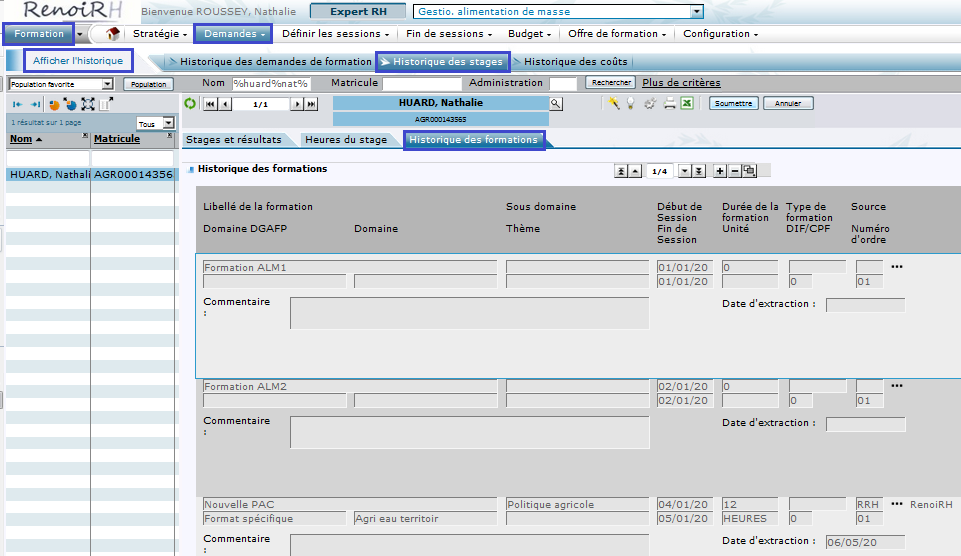 RenoiRH Bienvenue ROUSSEY, Nathalie Expert RH Gestio. alimentation de masse
Formation Stratégie Demandes Définir les sessions Fin de sessions Budget Offre de formation Configuration
Afficher l'historique Historique des demandes de formation Historique des stages Historique des coûts
Population favorite Population Nom %huard%nat% Matricule Administration Rechercher Plus de critères
1/1 HUARD, Nathalie Soumettre Annuler
AGR000143565
1 résultat sur 1 page Tous
Nom Matricule
HUARD, Nathali AGR00014356
Stages et résultats Heures du stage Historique des formations
Historique des formations 1/4
Libellé de la formation Sous domaine Début de Session Durée de la formation Type de formation Source
Domaine DGAFP Domaine Thème Fin de Session Unité DIF/CPF Numéro d'ordre
Formation ALM1 01/01/20 0 •••
01/01/20 0 01
Commentaire : Date d'extraction :
Formation ALM2 02/01/20 0 •••
02/01/20 0 01
Commentaire : Date d'extraction :
Nouvelle PAC Politique agricole 04/01/20 12 RRH ••• RenoiRH
Format spécifique Agri eau territoir 05/01/20 HEURES 0 01
Commentaire : Date d'extraction : 06/05/20